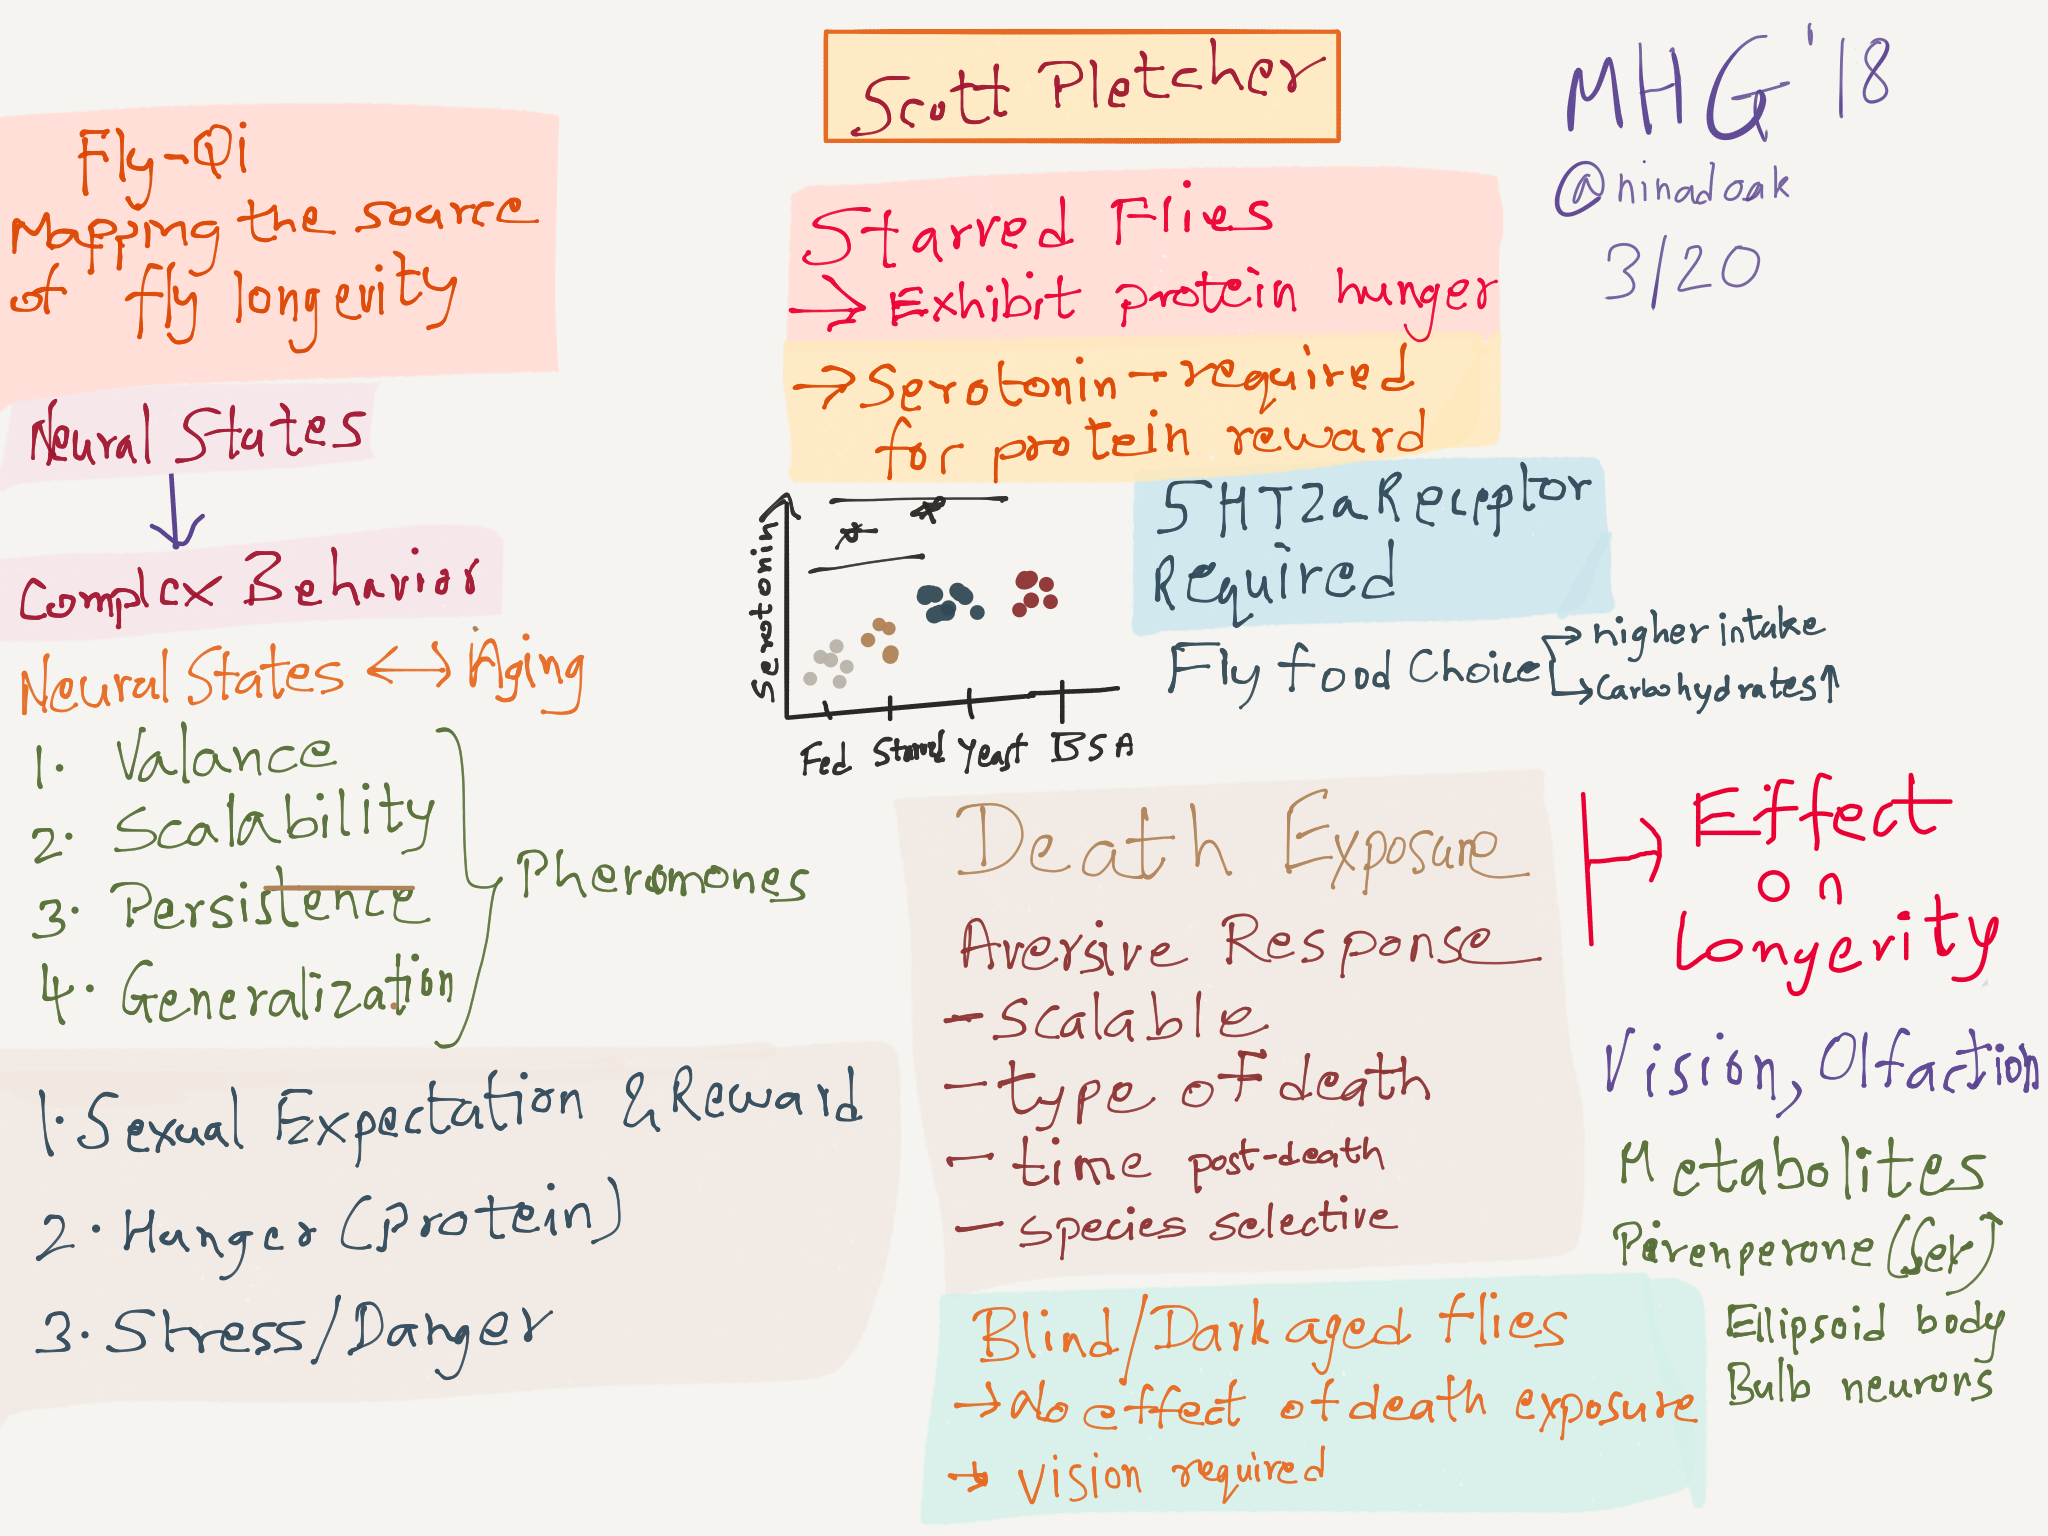 Scott Pletcher
MHG '18
@ninadoak
3/20
Fly-Qi
Mapping the source
of fly longevity
Neural States
Complex Behavior
Neural States ↔ Aging
1. Valance
2. Scalability
3. Persistence
4. Generalization
Pheromones
1. Sexual Expectation & Reward
2. Hunger (Protein)
3. Stress/Danger
Starved Flies
→ Exhibit protein hunger
→ Serotonin - required
for protein reward
Serotonin
*
*
Fed Starved Yeast BSA
5HT2a Receptor
Required
Fly food Choice → higher intake
→ Carbohydrates ↑
Death Exposure
Aversive Response
- Scalable
- type of death
- time post-death
- species selective
Effect
on
Longevity
Vision, Olfaction
Metabolites
Pirenperone (Ser)
Ellipsoid body
Bulb neurons
Blind/Dark aged flies
→ No effect of death exposure
→ vision required